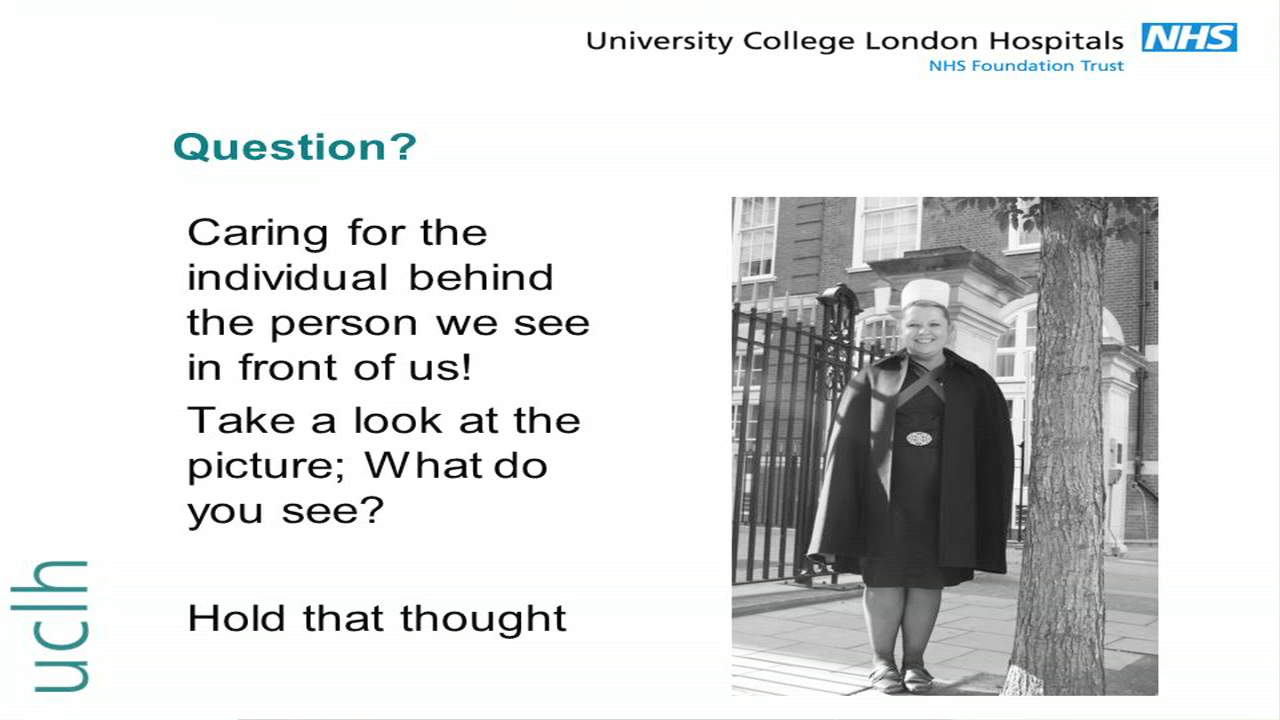 University College London Hospitals NHS
NHS Foundation Trust
Question?
Caring for the
individual behind
the person we see
in front of us!
Take a look at the
picture; What do
you see?
Hold that thought
uclh